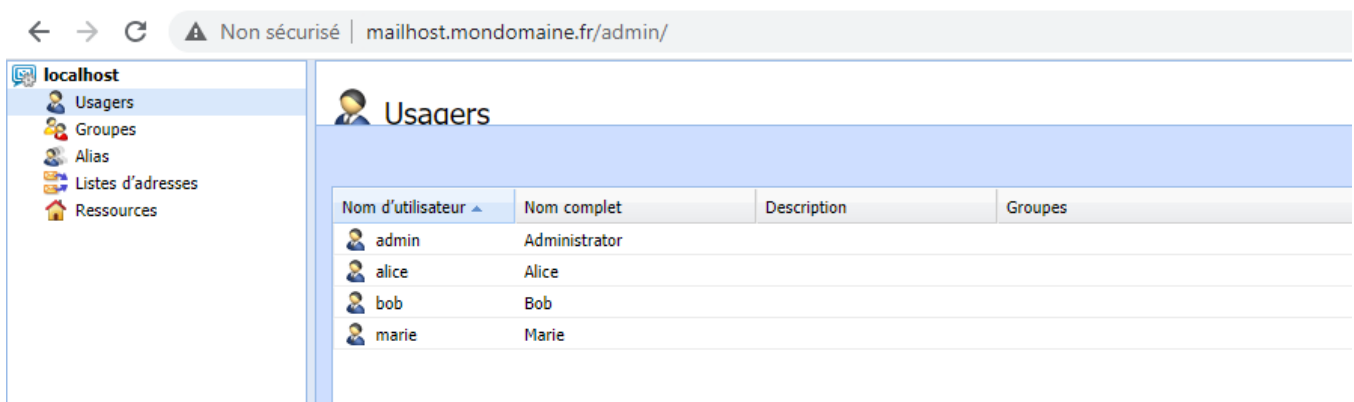 Non sécurisé | mailhost.mondomaine.fr/admin/
localhost
Usagers
Groupes
Alias
Listes d'adresses
Ressources
Usagers
Nom d'utilisateur Nom complet Description Groupes
admin Administrator
alice Alice
bob Bob
marie Marie